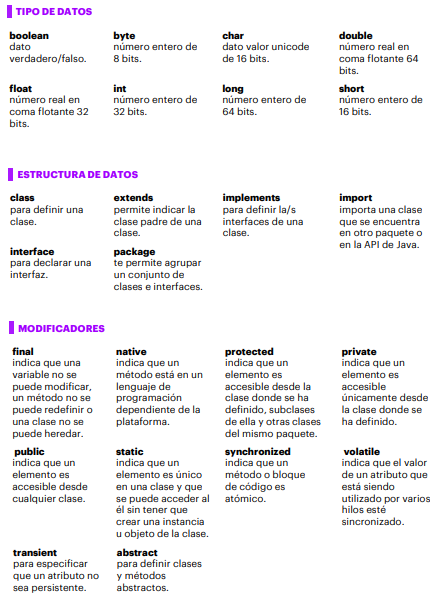 TIPO DE DATOS
boolean
dato
verdadero/falso.
byte
número entero de
8 bits.
char
dato valor unicode
de 16 bits.
double
número real en
coma flotante 64
bits.
float
número real en
coma flotante 32
bits.
int
número entero de
32 bits.
long
número entero de
64 bits.
short
número entero de
16 bits.
ESTRUCTURA DE DATOS
class
para definir una
clase.
extends
permite indicar la
clase padre de una
clase.
implements
para definir la/s
interfaces de una
clase.
import
importa una clase
que se encuentra
en otro paquete o
en la API de Java.
interface
para declarar una
interfaz.
package
te permite agrupar
un conjunto de
clases e interfaces.
MODIFICADORES
final
indica que una
variable no se
puede modificar,
un método no se
puede redefinir o
una clase no se
puede heredar.
native
indica que un
método está en un
lenguaje de
programación
dependiente de la
plataforma.
protected
indica que un
elemento es
accesible desde la
clase donde se ha
definido, subclases
de ella y otras clases
del mismo paquete.
private
indica que un
elemento es
accesible
únicamente desde
la clase donde se
ha definido.
public
indica que un
elemento es
accesible desde
cualquier clase.
static
indica que un
elemento es único
en una clase y que
se puede acceder al
él sin tener que
crear una instancia
u objeto de la clase.
synchronized
indica que un
método o bloque
de código es
atómico.
volatile
indica que el valor
de un atributo que
está siendo
utilizado por varios
hilos esté
sincronizado.
transient
para especificar
que un atributo no
sea persistente.
abstract
para definir clases
y métodos
abstractos.